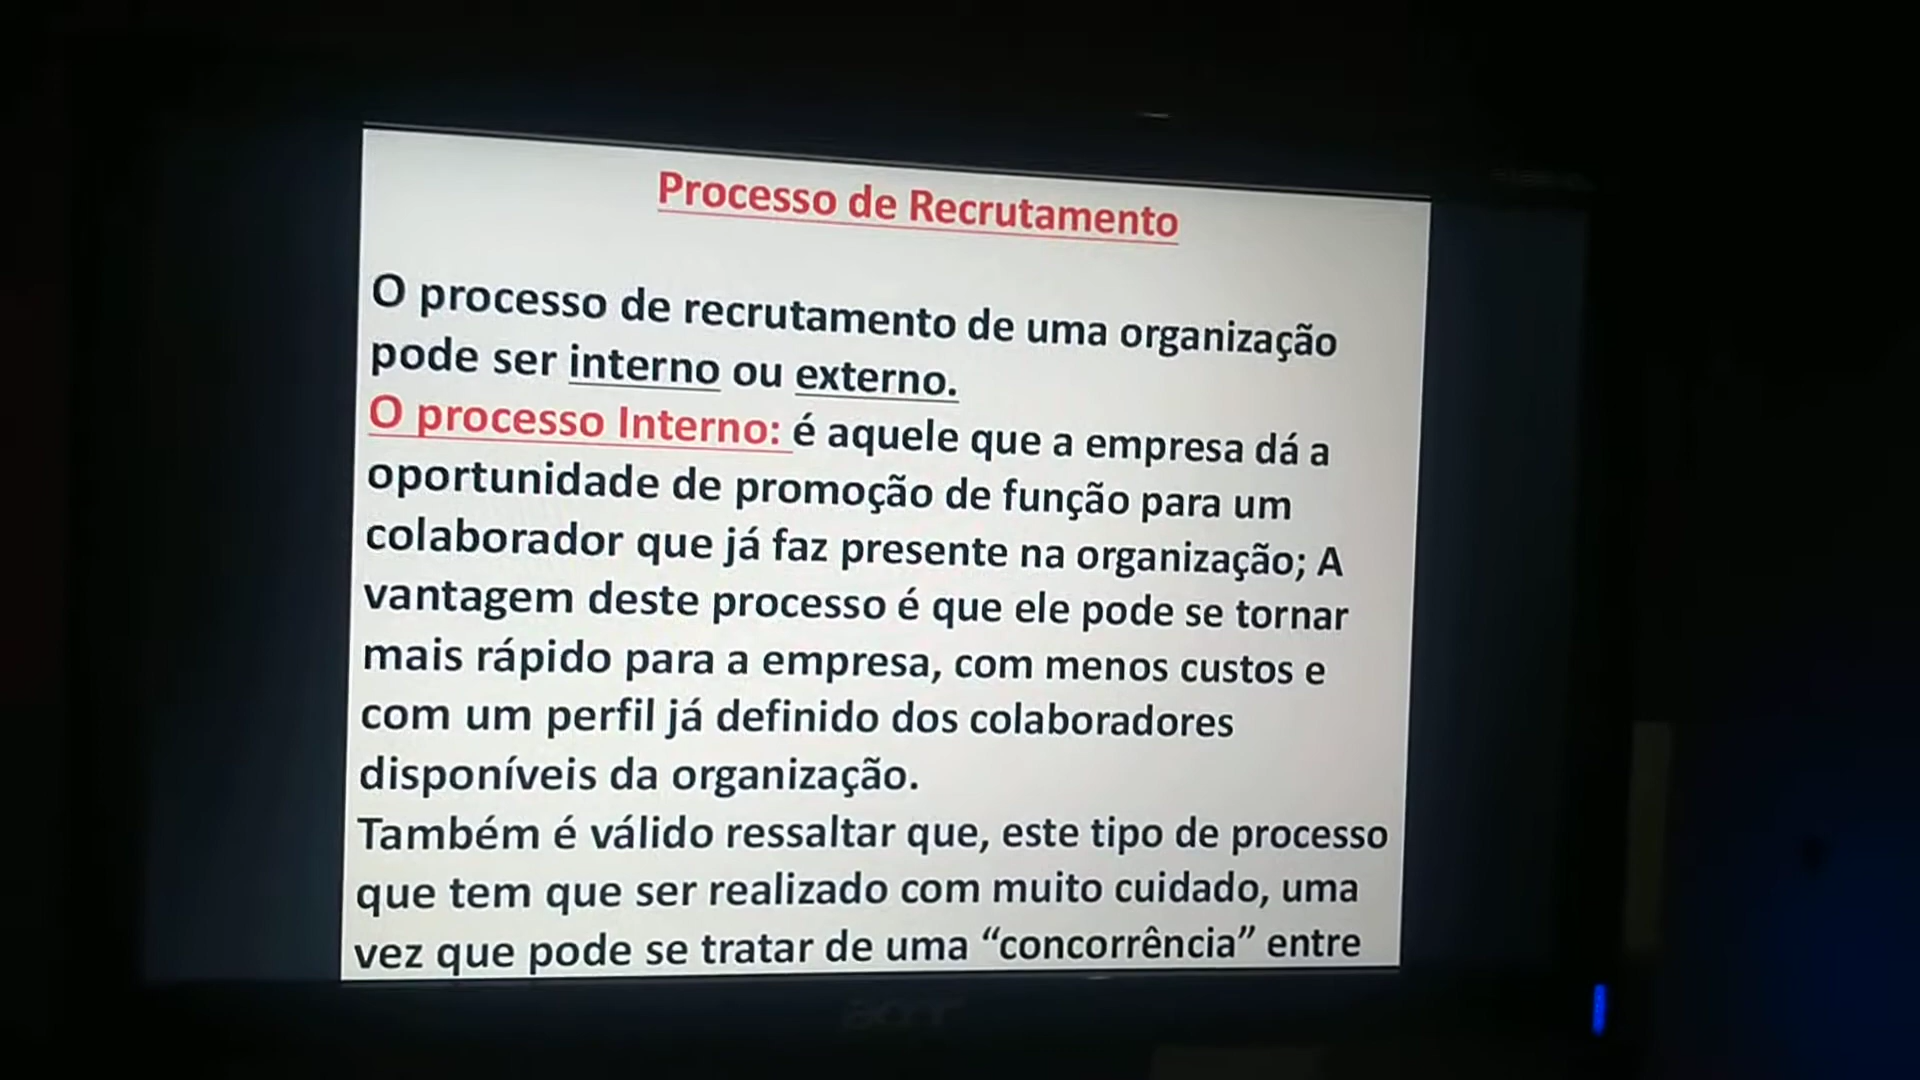 Processo de Recrutamento
O processo de recrutamento de uma organização
pode ser interno ou externo.
O processo Interno: é aquele que a empresa dá a
oportunidade de promoção de função para um
colaborador que já faz presente na organização; A
vantagem deste processo é que ele pode se tornar
mais rápido para a empresa, com menos custos e
com um perfil já definido dos colaboradores
disponíveis da organização.
Também é válido ressaltar que, este tipo de processo
que tem que ser realizado com muito cuidado, uma
vez que pode se tratar de uma “concorrência” entre
acer